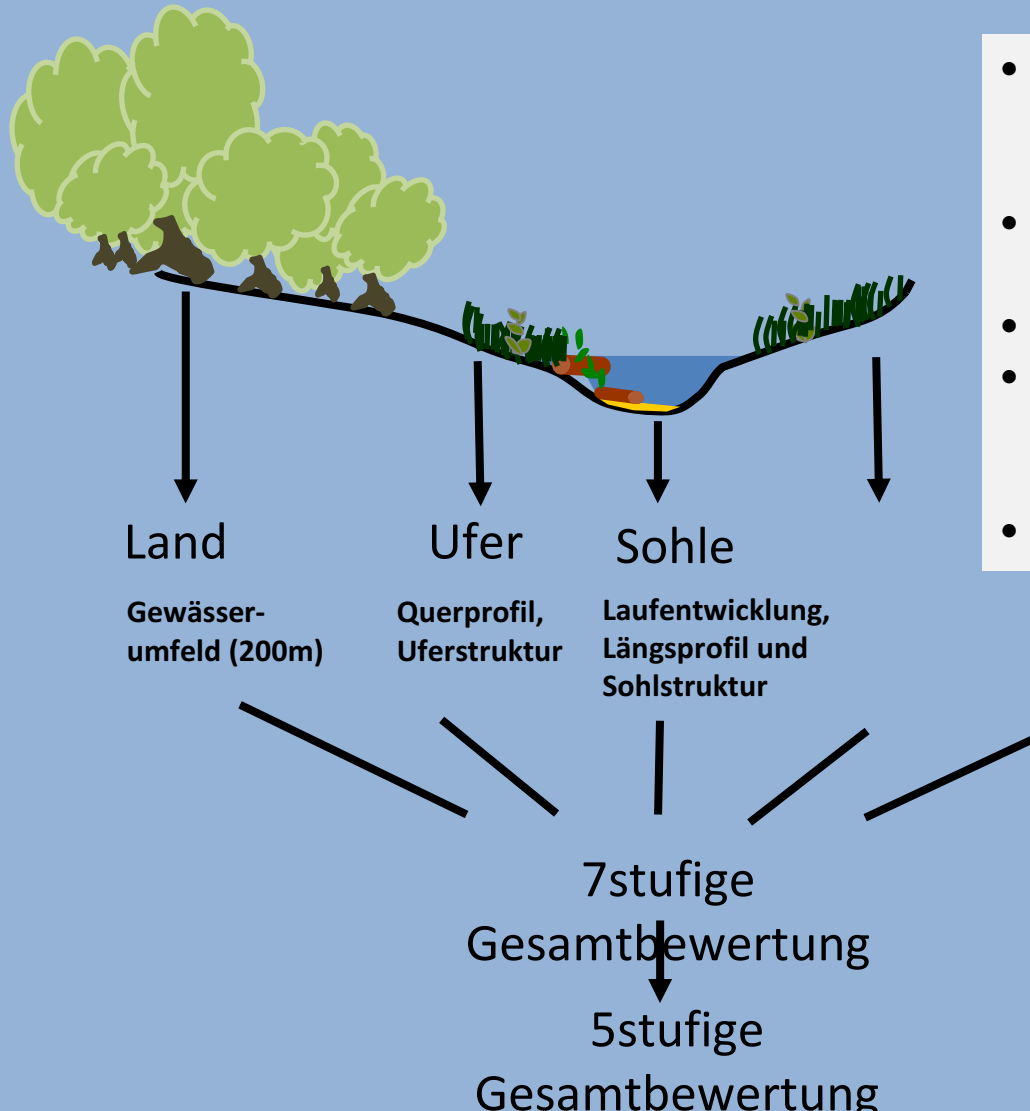 Land
Ufer
Sohle
Gewässer-
umfeld (200m)
Querprofil,
Uferstruktur
Laufentwicklung,
Längsprofil und
Sohlstruktur
7stufige
Gesamtbewertung
5stufige
Gesamtbewertung